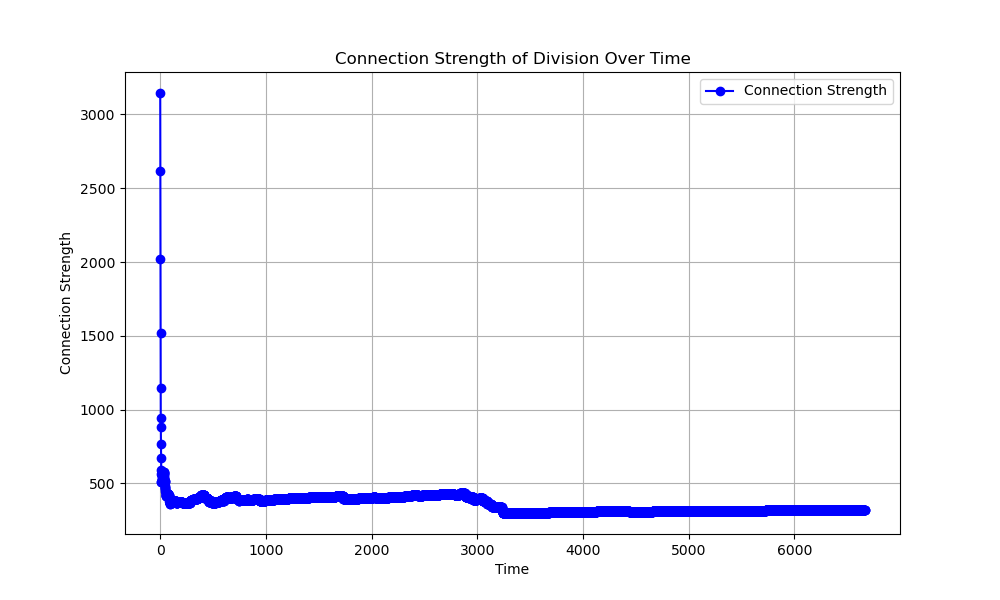 Connection Strength of Division Over Time
Connection Strength
3000
2500
2000
1500
1000
500
Connection Strength
0 1000 2000 3000 4000 5000 6000
Time